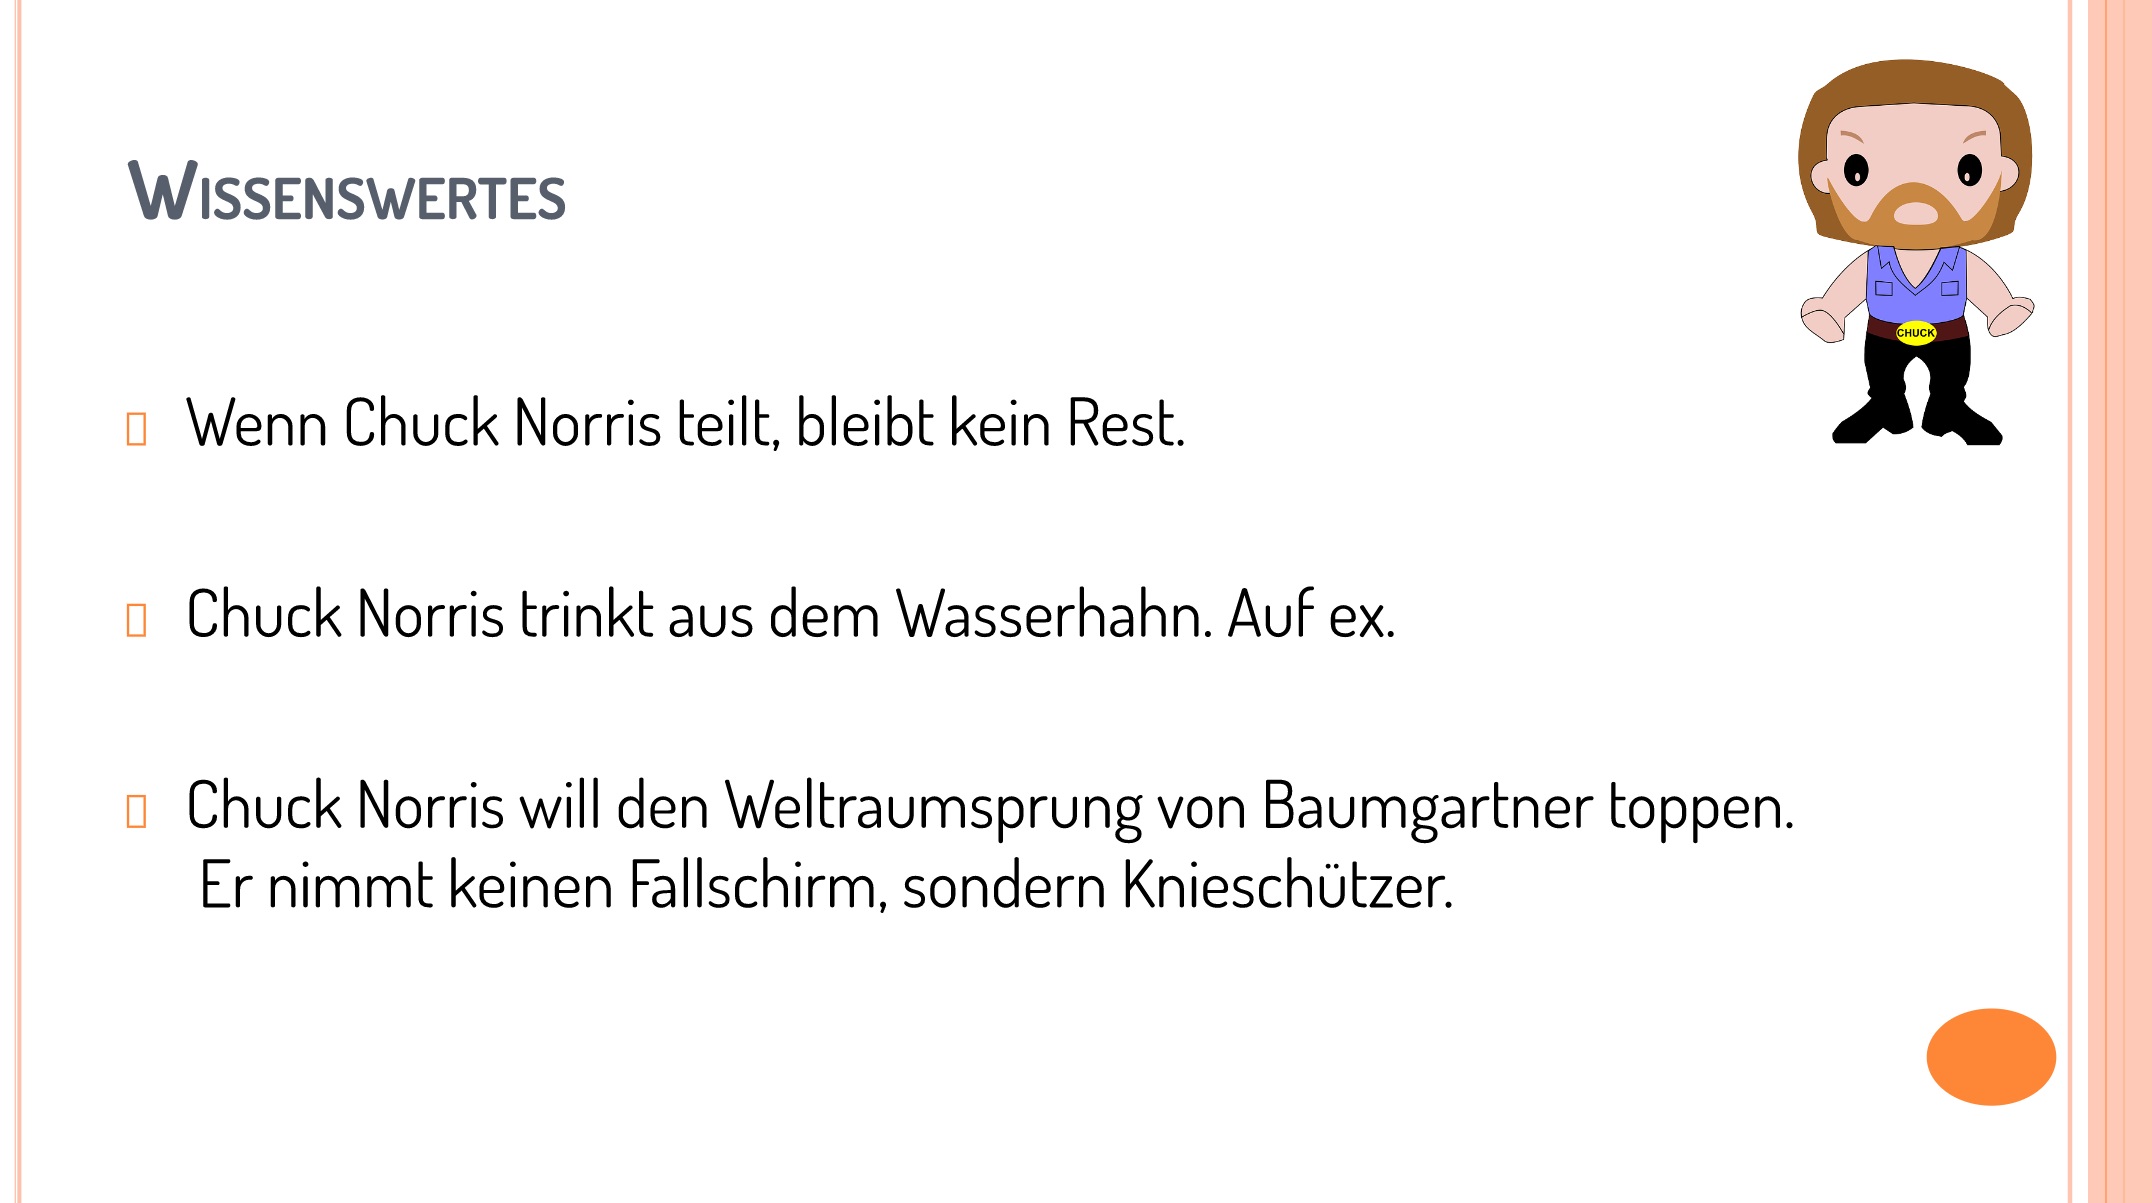 Wissenswertes
CHUCK
Wenn Chuck Norris teilt, bleibt kein Rest.
Chuck Norris trinkt aus dem Wasserhahn. Auf ex.
Chuck Norris will den Weltraumsprung von Baumgartner toppen.
Er nimmt keinen Fallschirm, sondern Knieschützer.